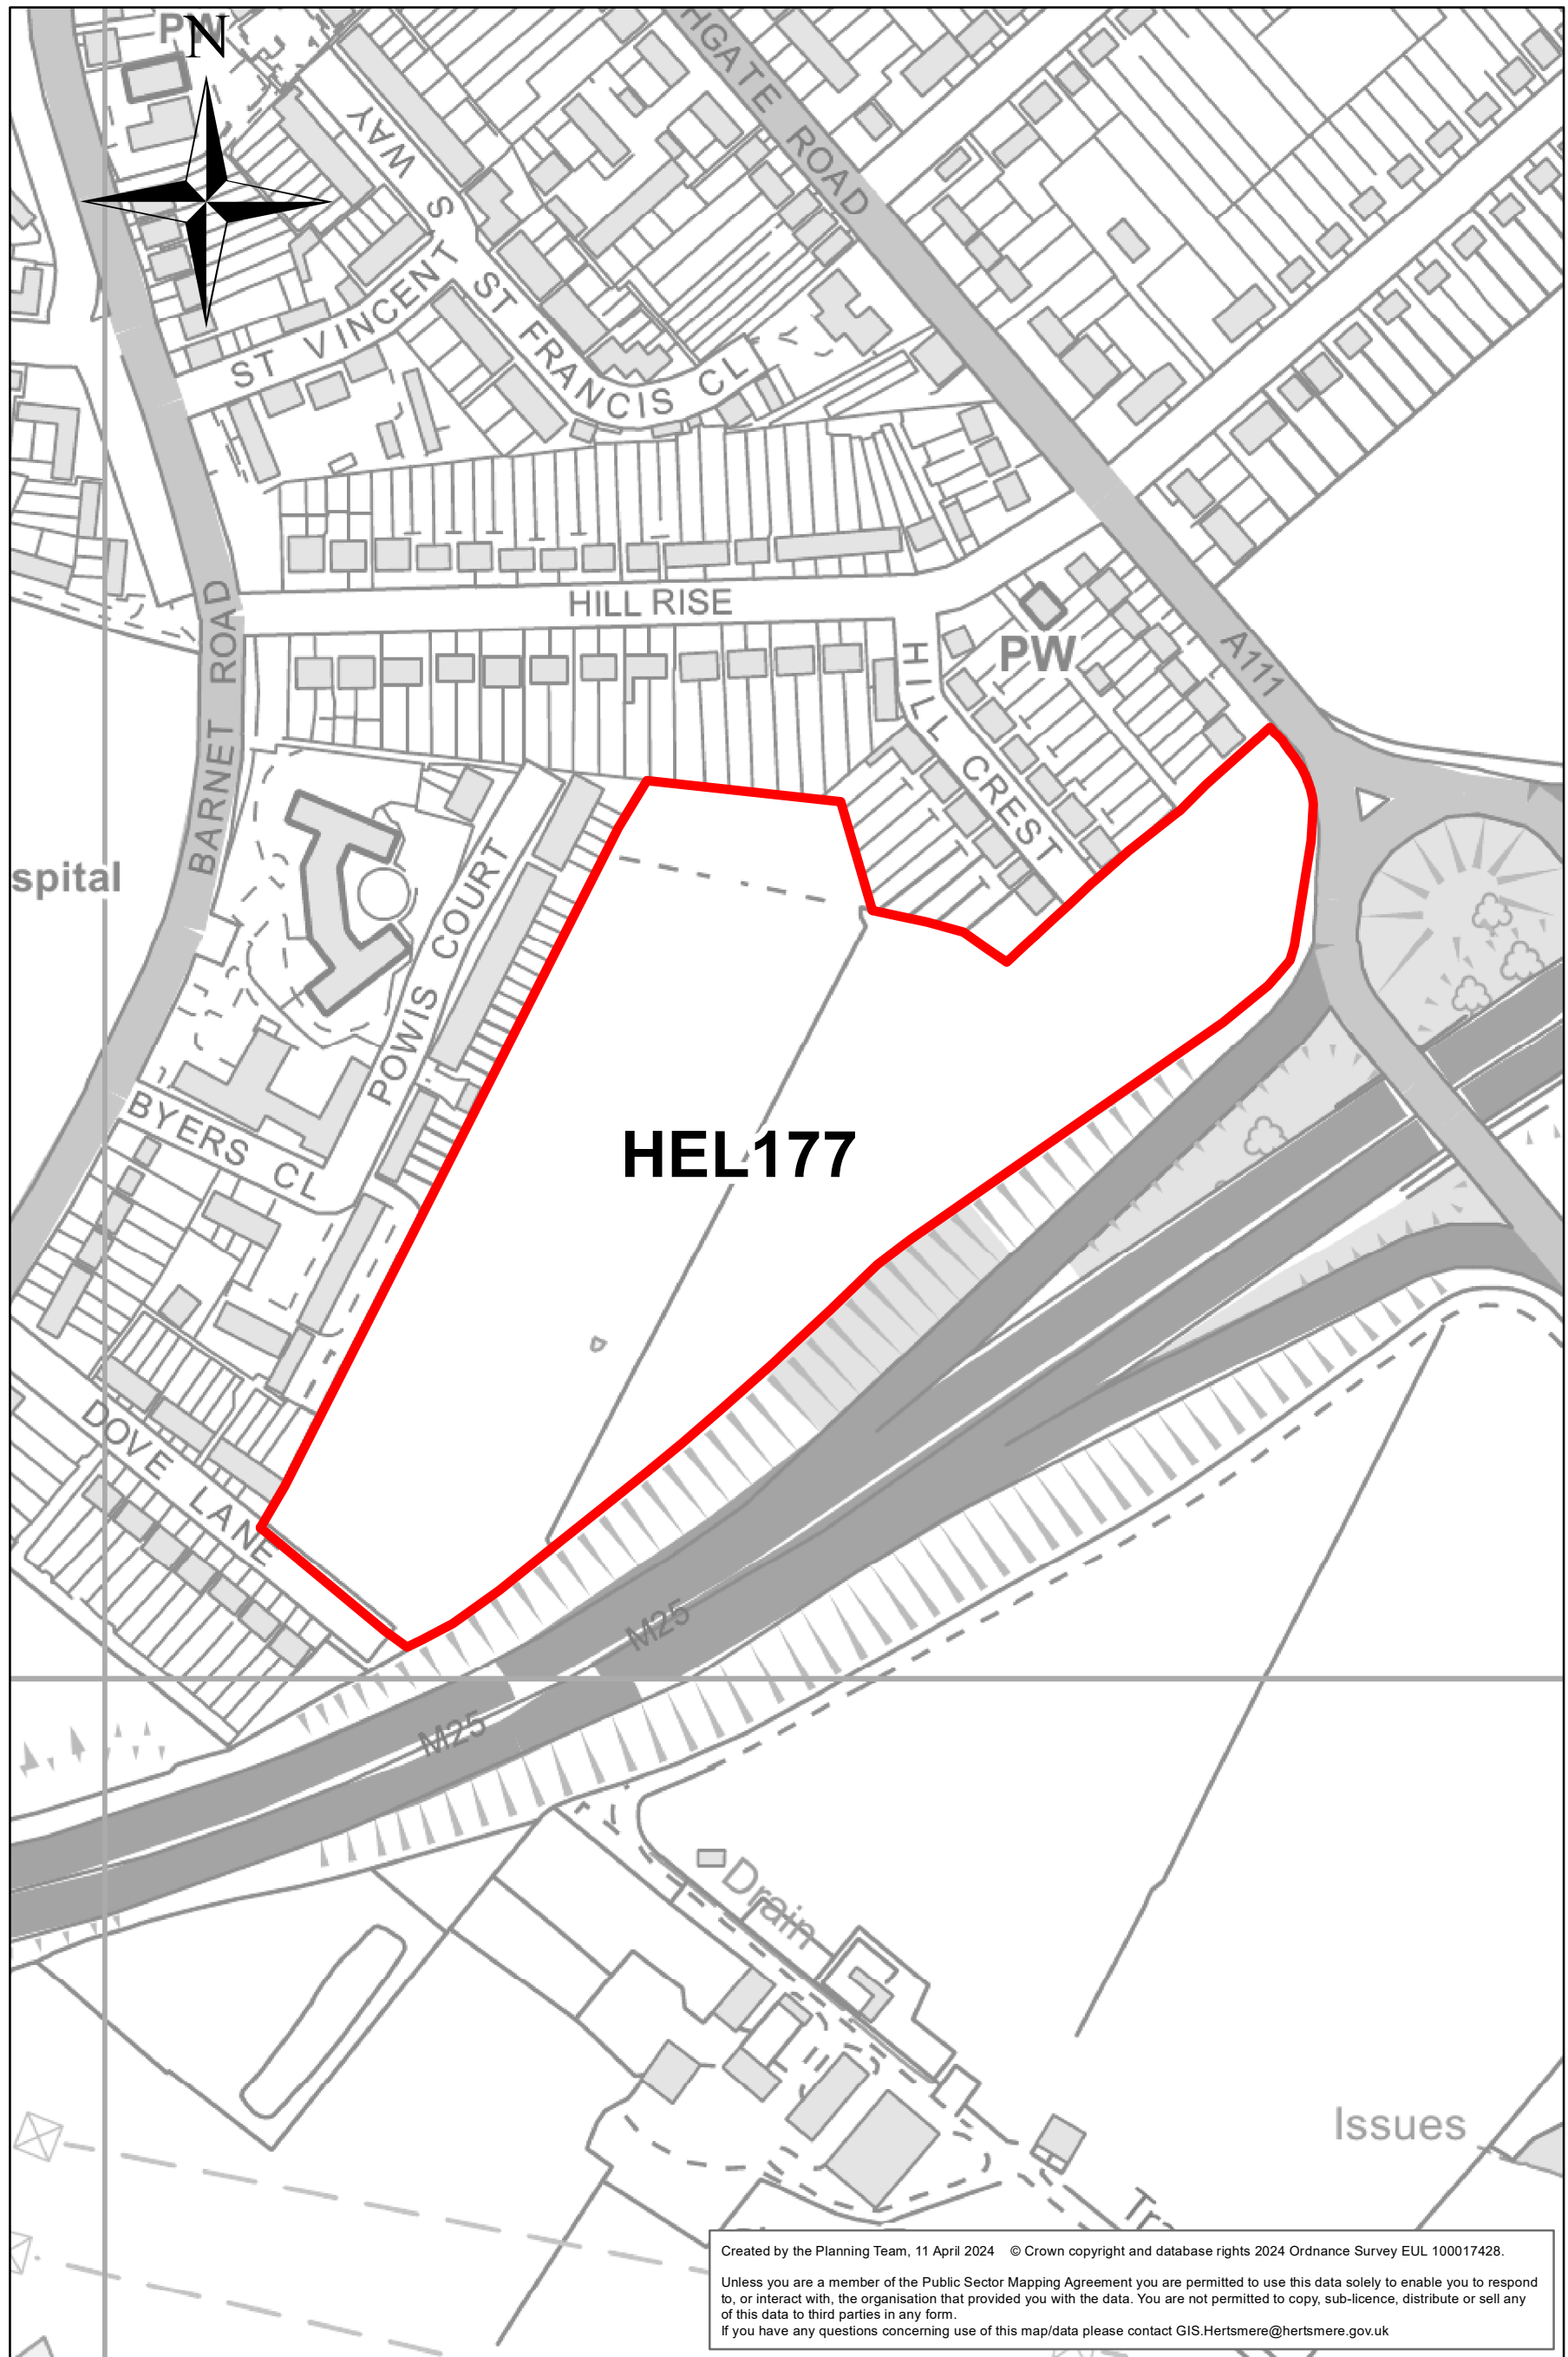 PW
N
HGATE ROAD
ST VINCENT S WAY
ST FRANCIS CL
HILL RISE
BARNET ROAD
PW
A111
HILL CREST
spital
POWIS COURT
BYERS CL
HEL177
DOVE LANE
M25
M25
Drain
Issues
Created by the Planning Team, 11 April 2024 © Crown copyright and database rights 2024 Ordnance Survey EUL 100017428.
Unless you are a member of the Public Sector Mapping Agreement you are permitted to use this data solely to enable you to respond
to, or interact with, the organisation that provided you with the data. You are not permitted to copy, sub-licence, distribute or sell any
of this data to third parties in any form.
If you have any questions concerning use of this map/data please contact GIS.Hertsmere@hertsmere.gov.uk